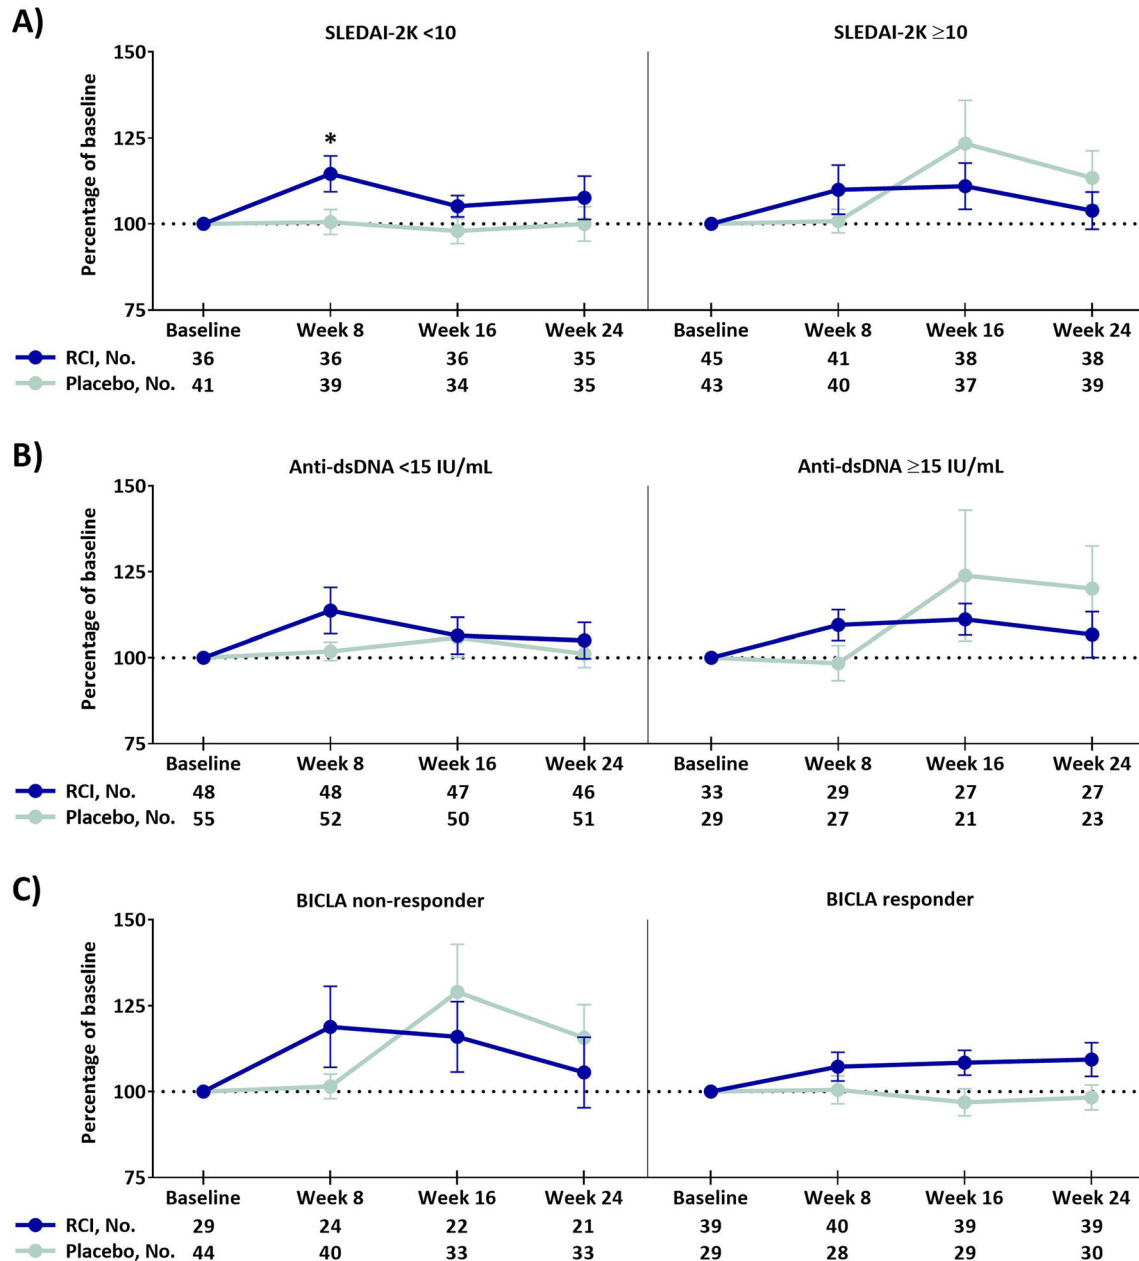 A)
SLEDAI-2K <10
SLEDAI-2K ≥10
Percentage of baseline
150
125
100
75
Baseline Week 8 Week 16 Week 24 Baseline Week 8 Week 16 Week 24
RCI, No. 36 36 36 35 45 41 38 38
Placebo, No. 41 39 34 35 43 40 37 39
*
B)
Anti-dsDNA <15 IU/mL
Anti-dsDNA ≥15 IU/mL
Percentage of baseline
150
125
100
75
Baseline Week 8 Week 16 Week 24 Baseline Week 8 Week 16 Week 24
RCI, No. 48 48 47 46 33 29 27 27
Placebo, No. 55 52 50 51 29 27 21 23
C)
BICLA non-responder
BICLA responder
Percentage of baseline
150
125
100
75
Baseline Week 8 Week 16 Week 24 Baseline Week 8 Week 16 Week 24
RCI, No. 29 24 22 21 39 40 39 39
Placebo, No. 44 40 33 33 29 28 29 30